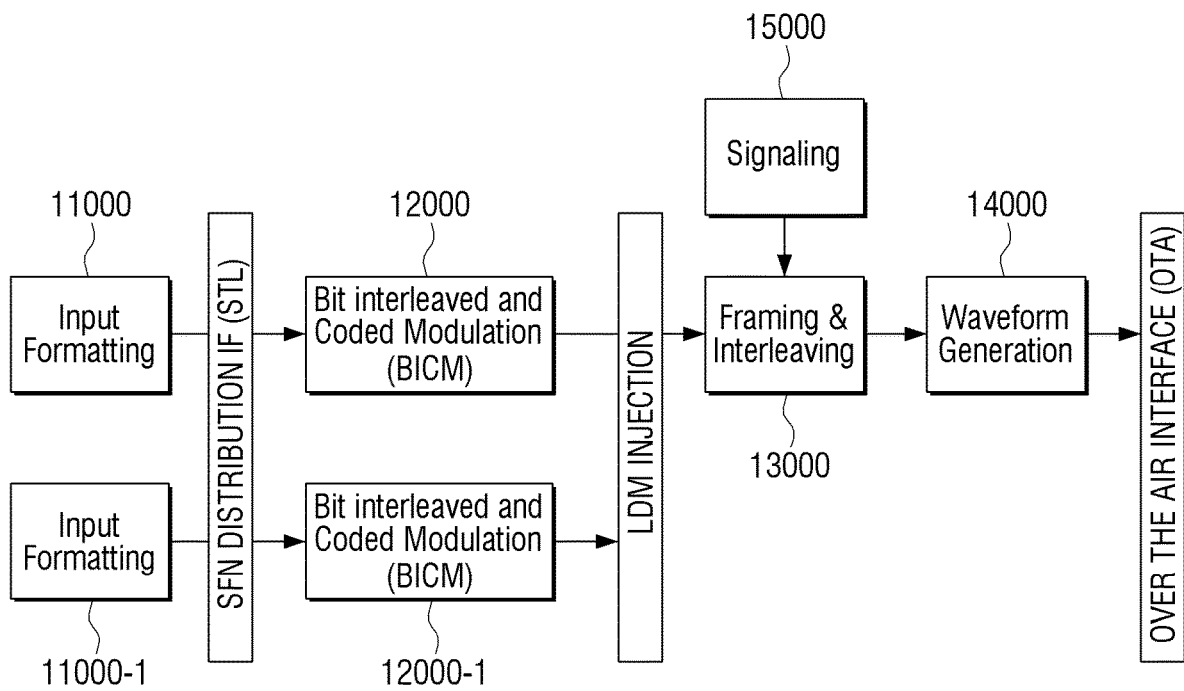 15000
Signaling
11000
12000
14000
Input
Formatting
SFN DISTRIBUTION IF (STL)
Bit interleaved and
Coded Modulation
(BICM)
LDM INJECTION
Framing &
Interleaving
Waveform
Generation
OVER THE AIR INTERFACE (OTA)
13000
Input
Formatting
Bit interleaved and
Coded Modulation
(BICM)
11000-1
12000-1